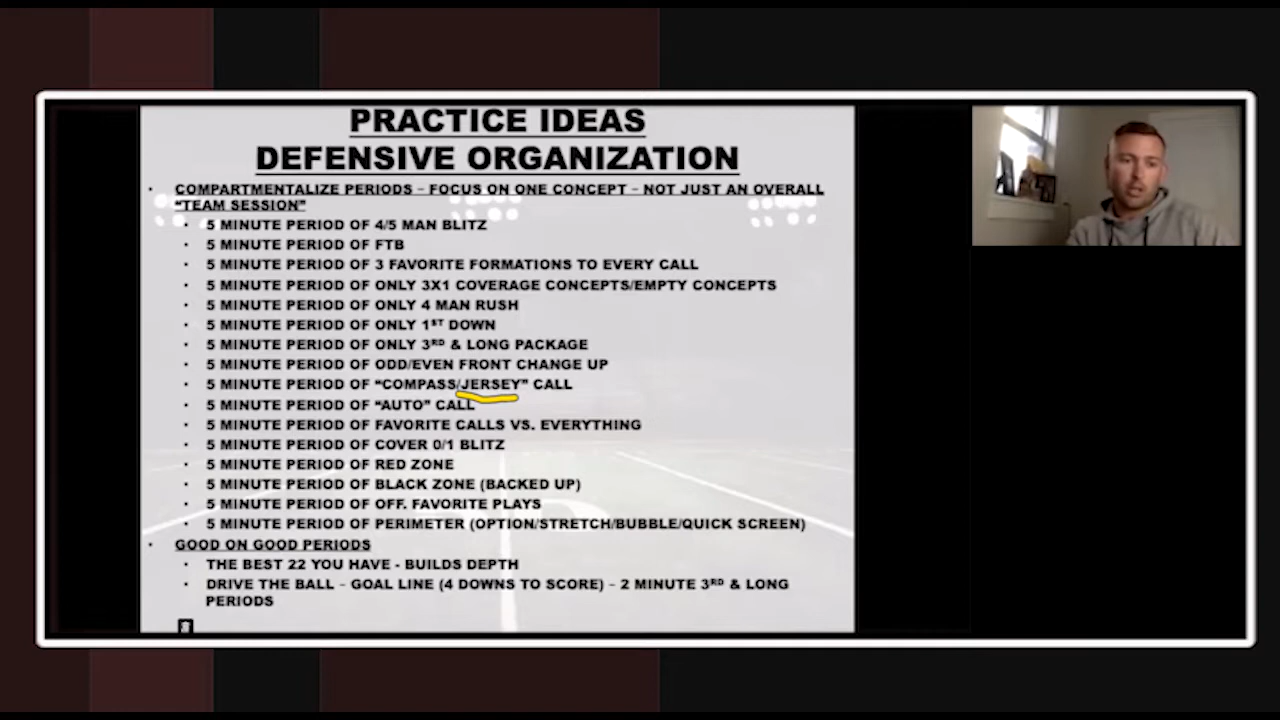 PRACTICE IDEAS
DEFENSIVE ORGANIZATION
• COMPARTMENTALIZE PERIODS – FOCUS ON ONE CONCEPT – NOT JUST AN OVERALL
“TEAM SESSION”
• 5 MINUTE PERIOD OF 4/5 MAN BLITZ
• 5 MINUTE PERIOD OF FTB
• 5 MINUTE PERIOD OF 3 FAVORITE FORMATIONS TO EVERY CALL
• 5 MINUTE PERIOD OF ONLY 3X1 COVERAGE CONCEPTS/EMPTY CONCEPTS
• 5 MINUTE PERIOD OF ONLY 4 MAN RUSH
• 5 MINUTE PERIOD OF ONLY 1ST DOWN
• 5 MINUTE PERIOD OF ONLY 3RD & LONG PACKAGE
• 5 MINUTE PERIOD OF ODD/EVEN FRONT CHANGE UP
• 5 MINUTE PERIOD OF “COMPASS/JERSEY” CALL
• 5 MINUTE PERIOD OF “AUTO” CALL
• 5 MINUTE PERIOD OF FAVORITE CALLS VS. EVERYTHING
• 5 MINUTE PERIOD OF COVER 0/1 BLITZ
• 5 MINUTE PERIOD OF RED ZONE
• 5 MINUTE PERIOD OF BLACK ZONE (BACKED UP)
• 5 MINUTE PERIOD OF OFF. FAVORITE PLAYS
• 5 MINUTE PERIOD OF PERIMETER (OPTION/STRETCH/BUBBLE/QUICK SCREEN)
• GOOD ON GOOD PERIODS
• THE BEST 22 YOU HAVE - BUILDS DEPTH
• DRIVE THE BALL – GOAL LINE (4 DOWNS TO SCORE) – 2 MINUTE 3RD & LONG
PERIODS